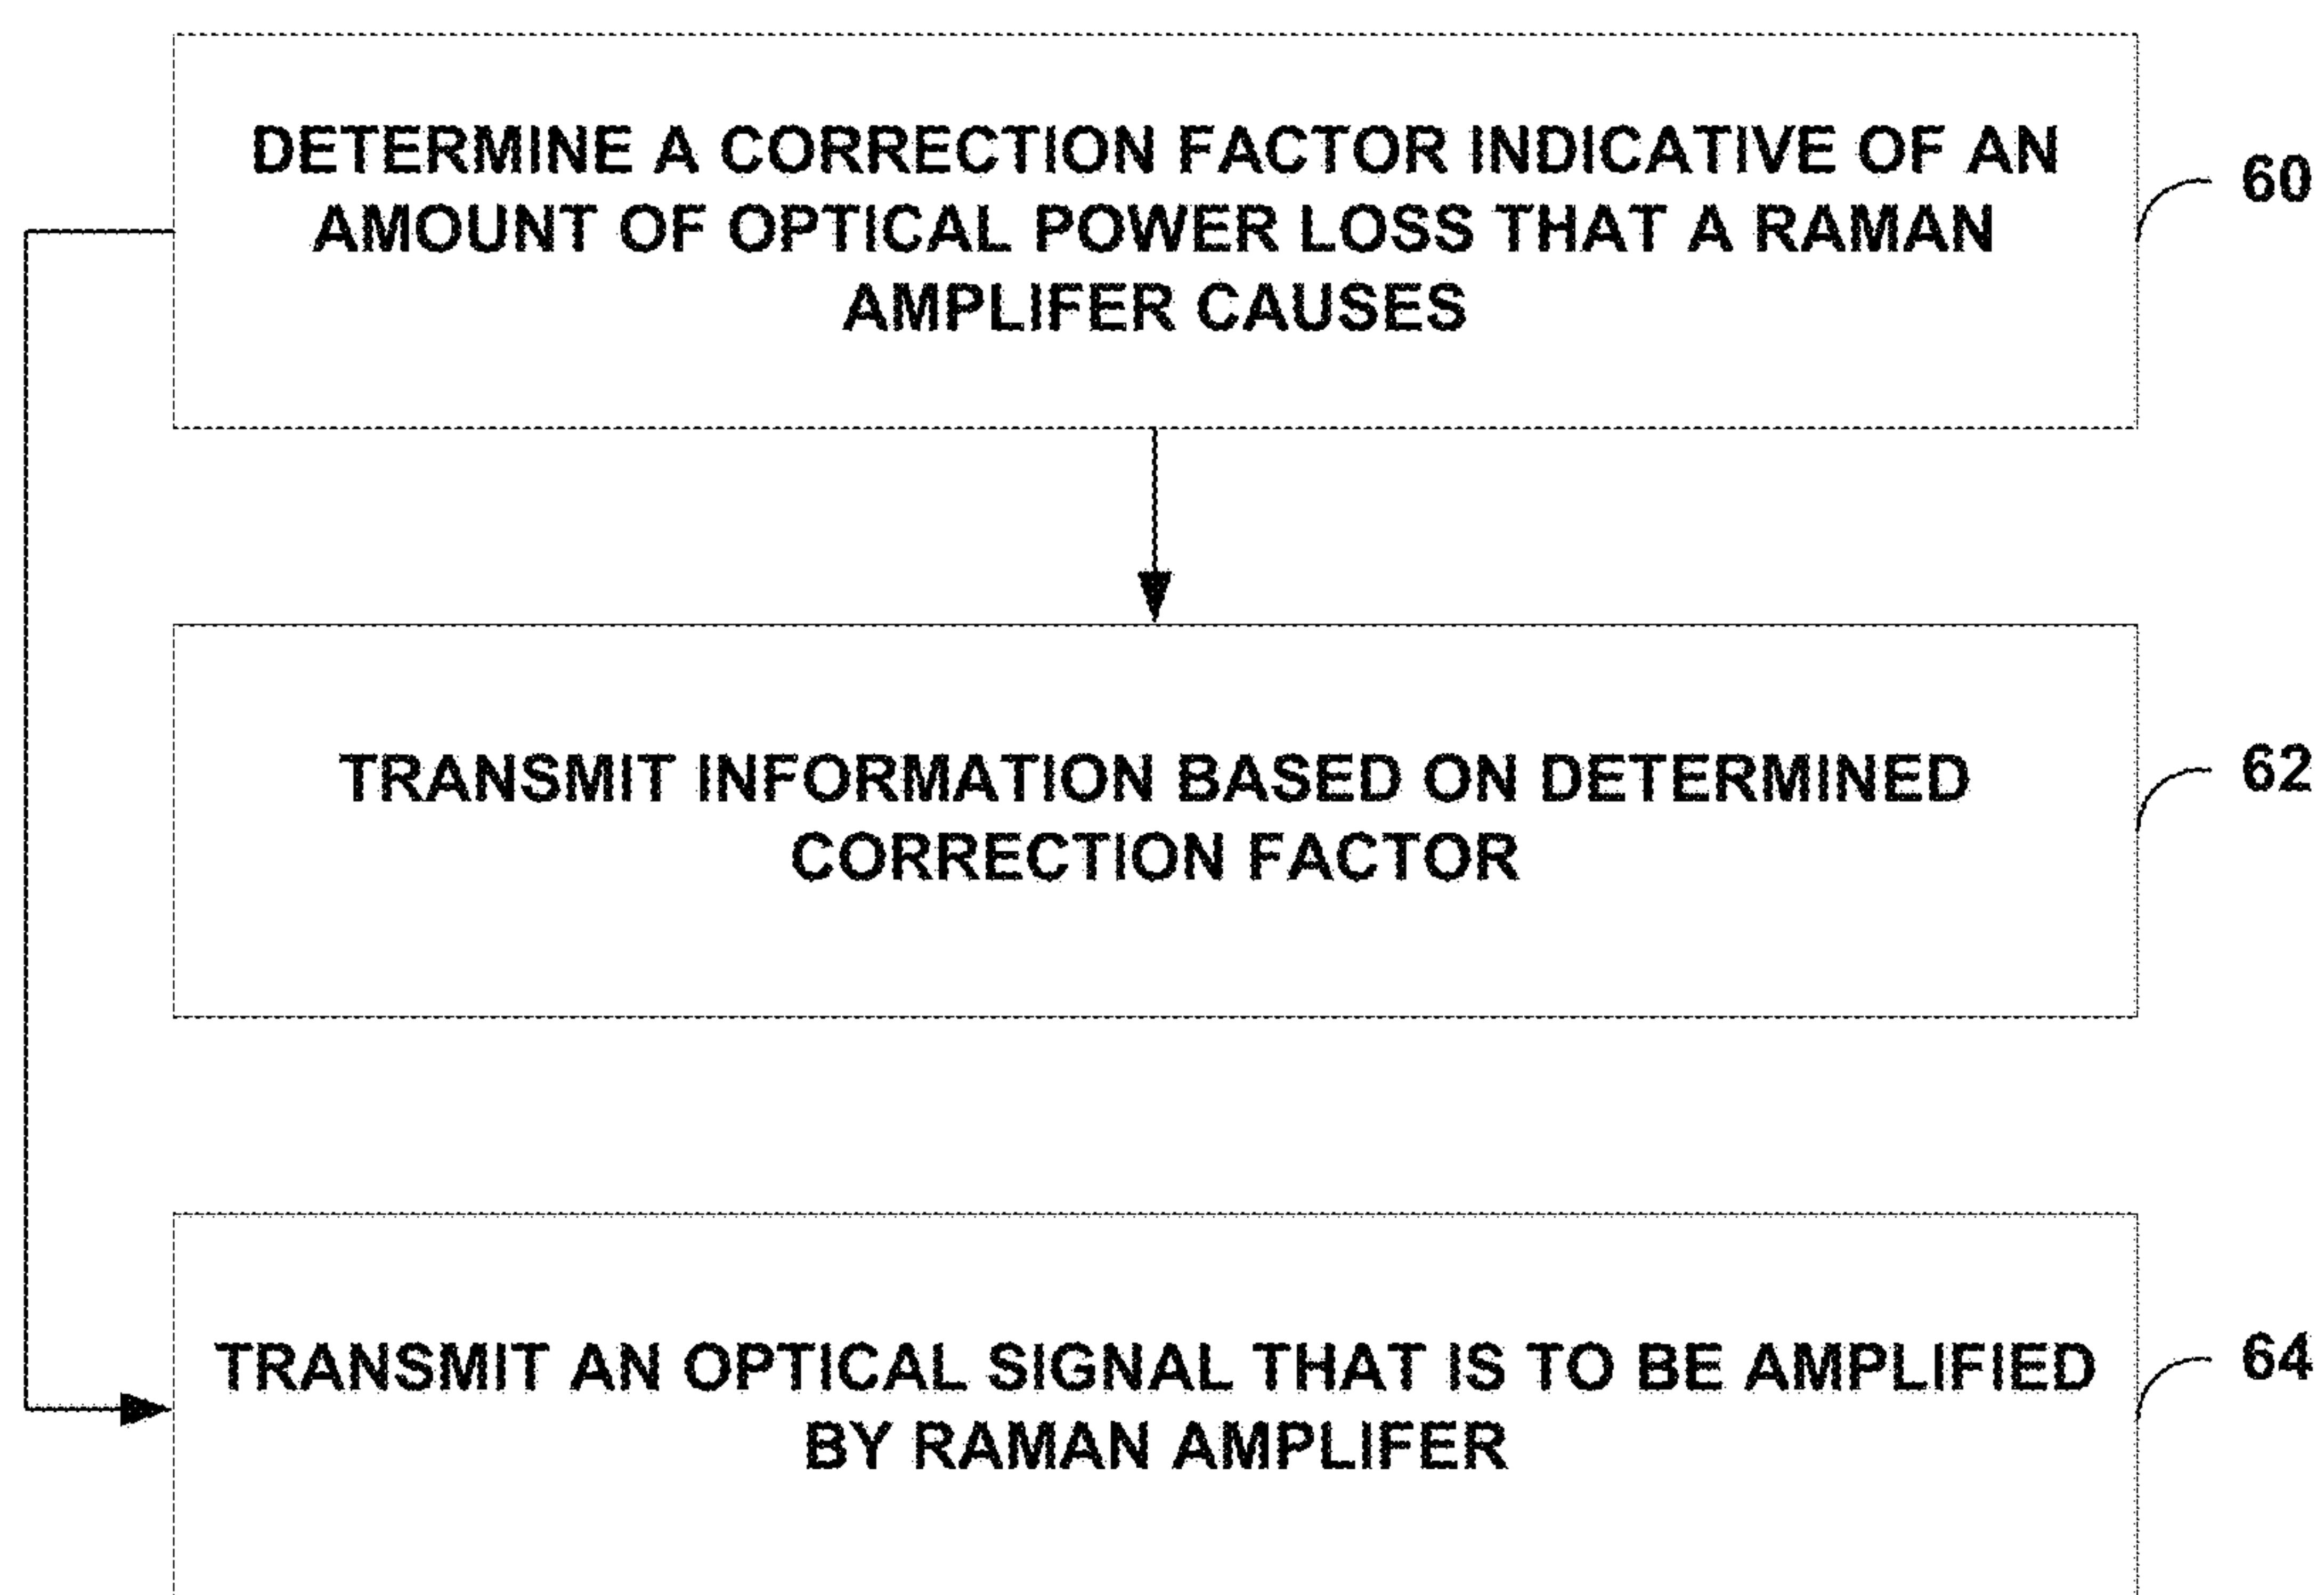 DETERMINE A CORRECTION FACTOR INDICATIVE OF AN
AMOUNT OF OPTICAL POWER LOSS THAT A RAMAN
AMPLIFER CAUSES
60
TRANSMIT INFORMATION BASED ON DETERMINED
CORRECTION FACTOR
62
TRANSMIT AN OPTICAL SIGNAL THAT IS TO BE AMPLIFIED
BY RAMAN AMPLIFER
64